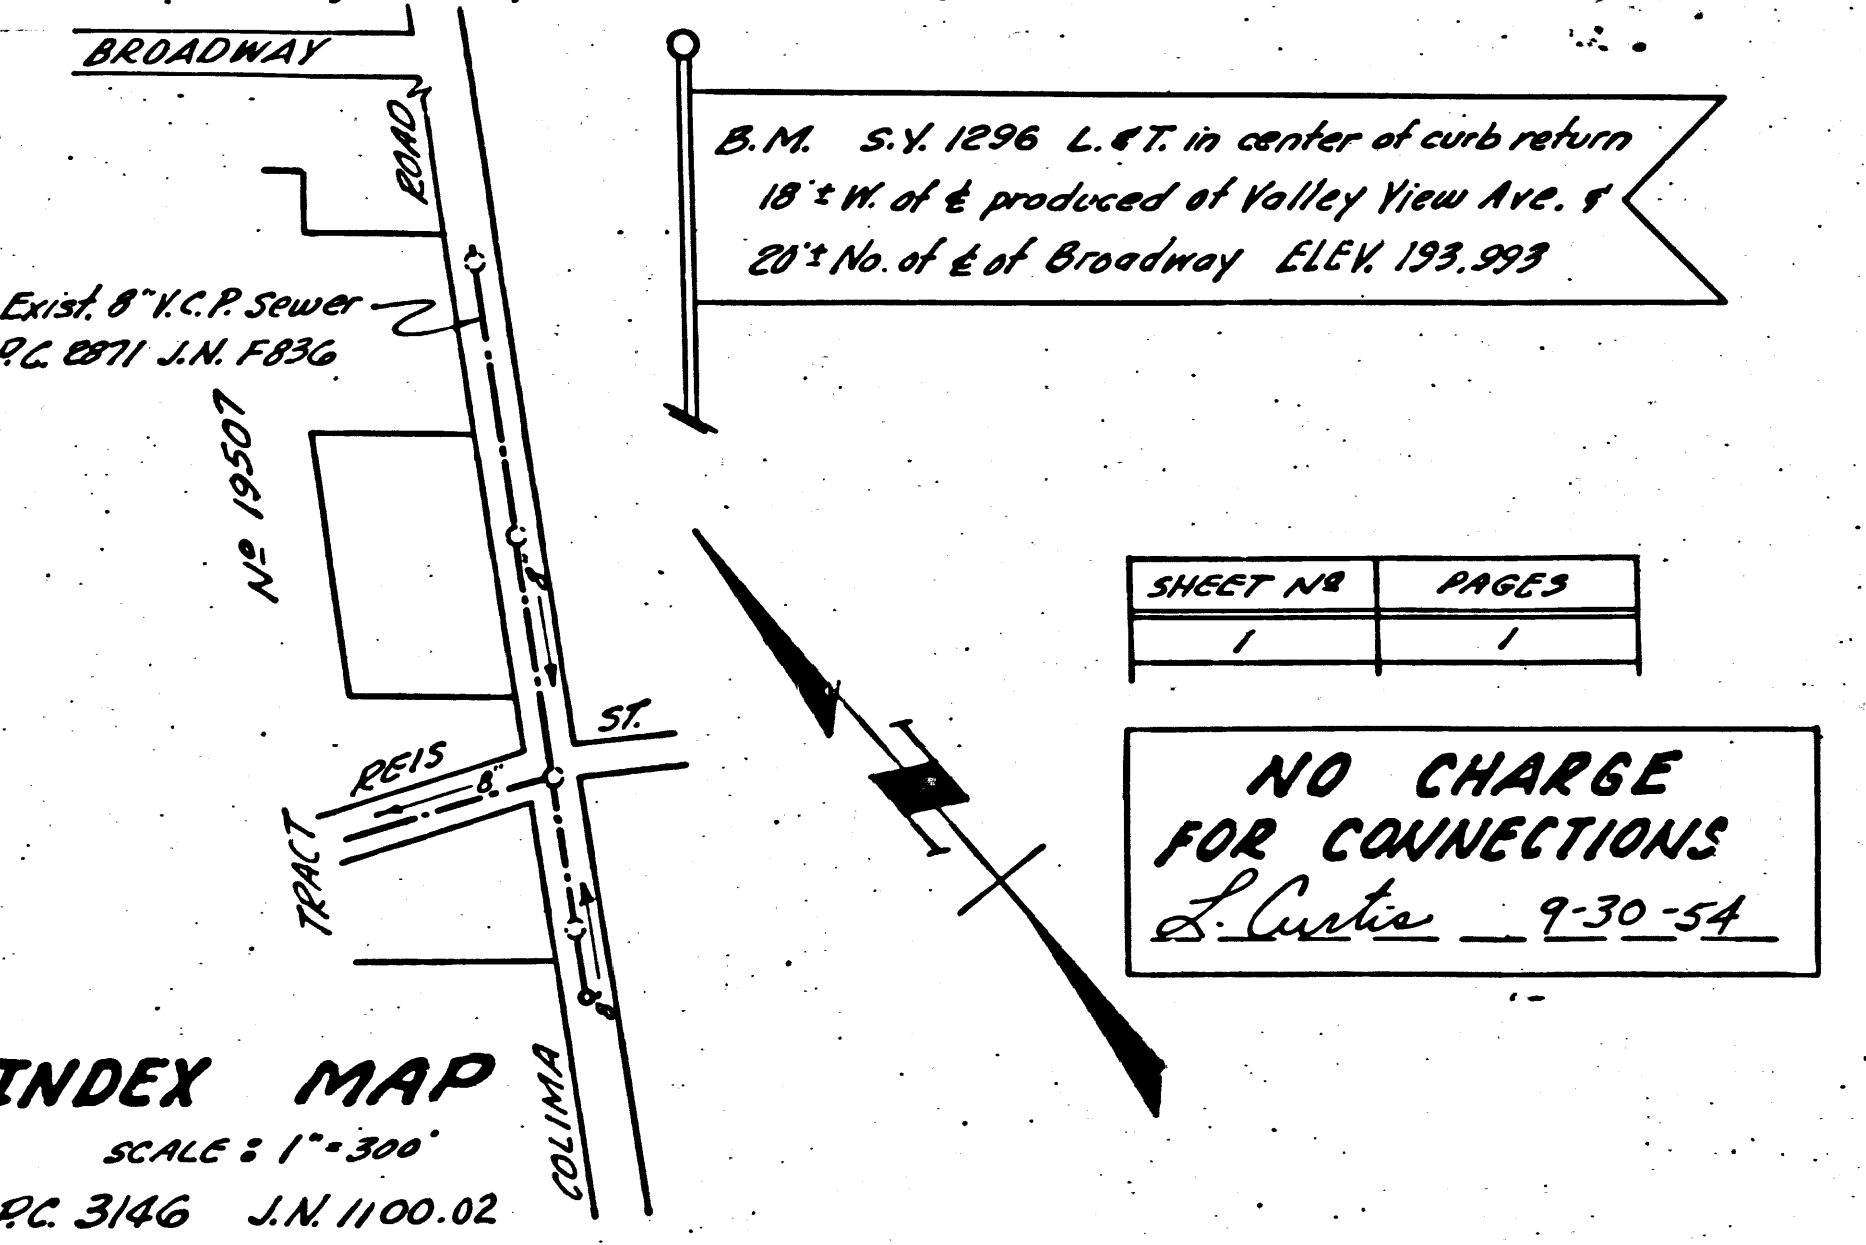 BROADWAY
ROAD
B.M. S.Y. 1296 L.&T. in center of curb return
18'± W. of ℄ produced of Valley View Ave. &
20'± No. of ℄ of Broadway ELEV. 193.993
Exist. 8" V.C.P. Sewer
P.C. 2871 J.N. F836
Nº 19507
8"
SHEET Nº PAGES
1 1
ST.
REIS
8"
TRACT
NO CHARGE
FOR CONNECTIONS
L. Curtis 9-30-54
8"
COLIMA
INDEX MAP
SCALE: 1"=300'
P.C. 3146 J.N. 1100.02